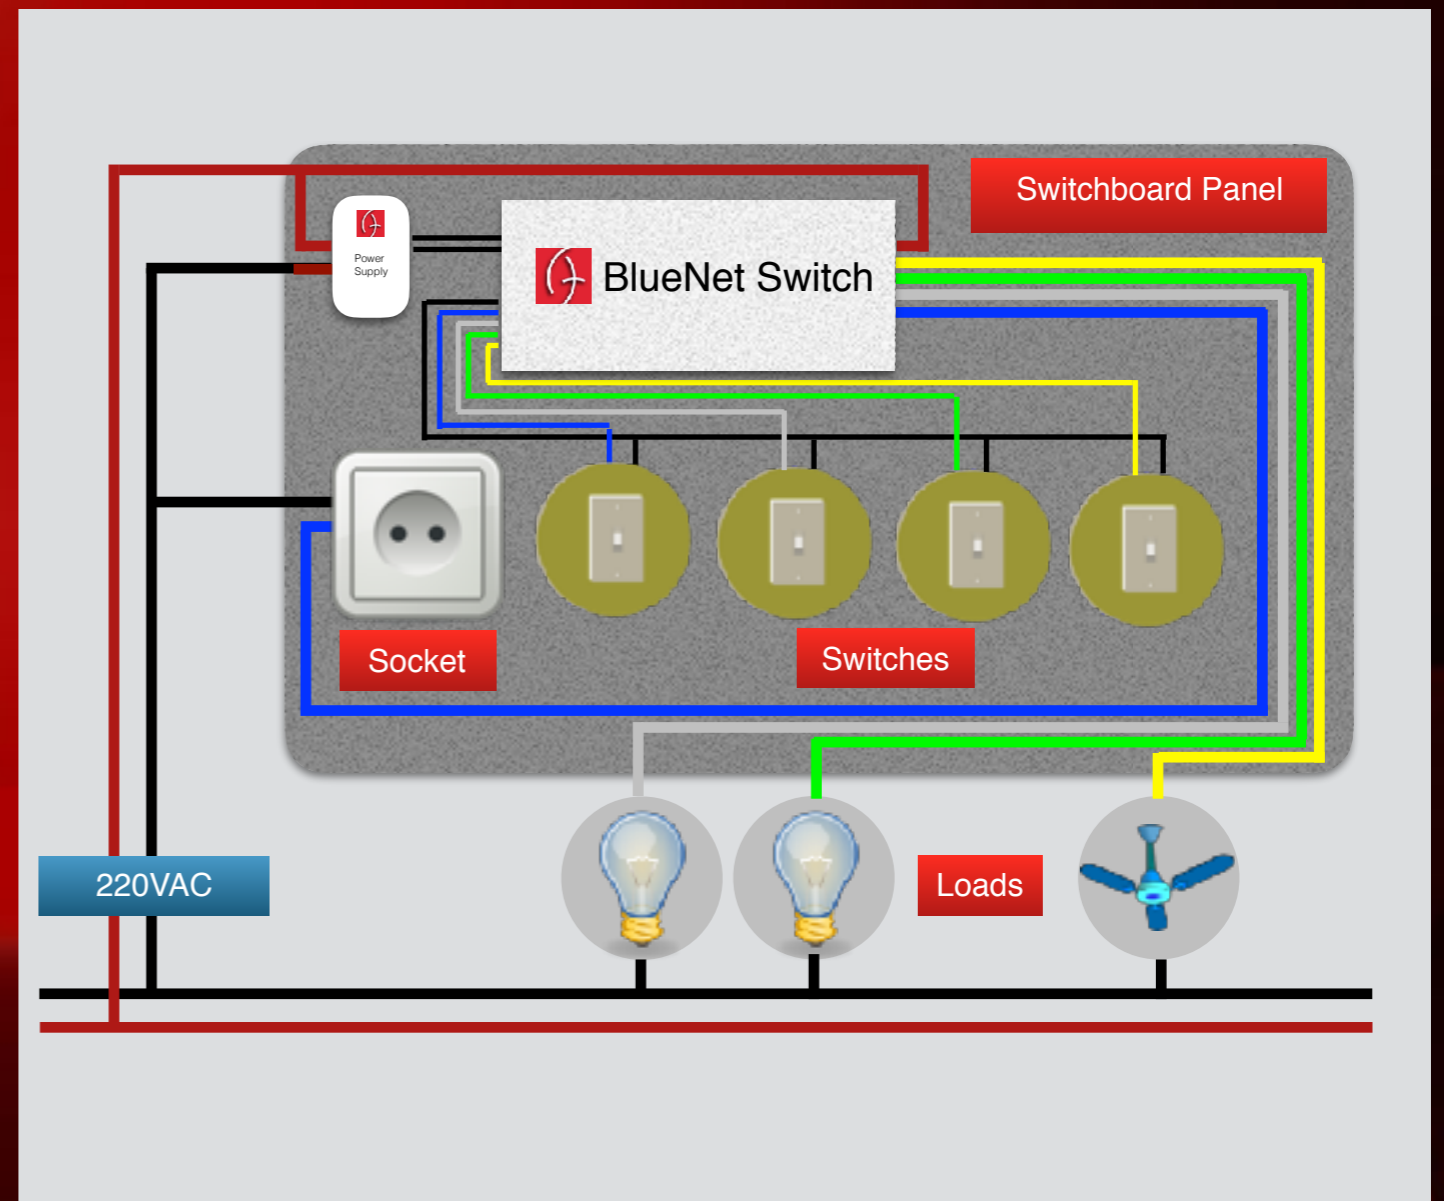 Switchboard Panel
Power
Supply
BlueNet Switch
Socket
Switches
220VAC
Loads